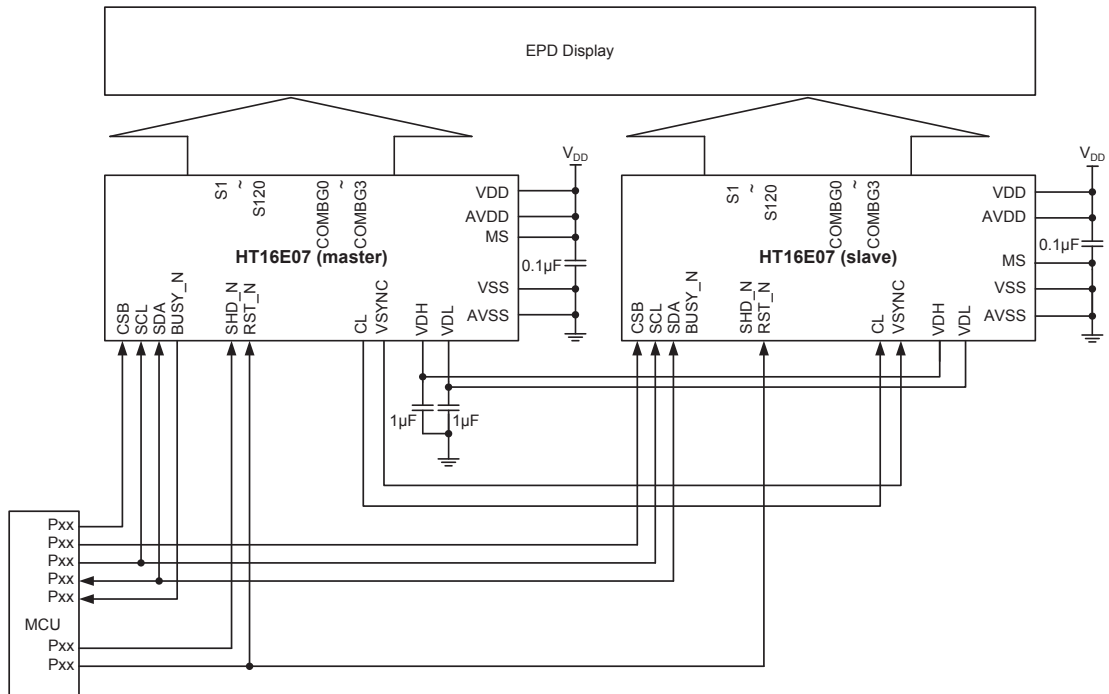 EPD Display
S1
~
S120
COMBG0
~
COMBG3
VDD
AVDD
MS
VSS
AVSS
VDD
0.1µF
HT16E07 (master)
CSB
SCL
SDA
BUSY_N
SHD_N
RST_N
CL
VSYNC
VDH
VDL
1µF
1µF
S1
~
S120
COMBG0
~
COMBG3
VDD
AVDD
MS
VSS
AVSS
VDD
0.1µF
HT16E07 (slave)
CSB
SCL
SDA
BUSY_N
SHD_N
RST_N
CL
VSYNC
VDH
VDL
Pxx
Pxx
Pxx
Pxx
Pxx
MCU
Pxx
Pxx